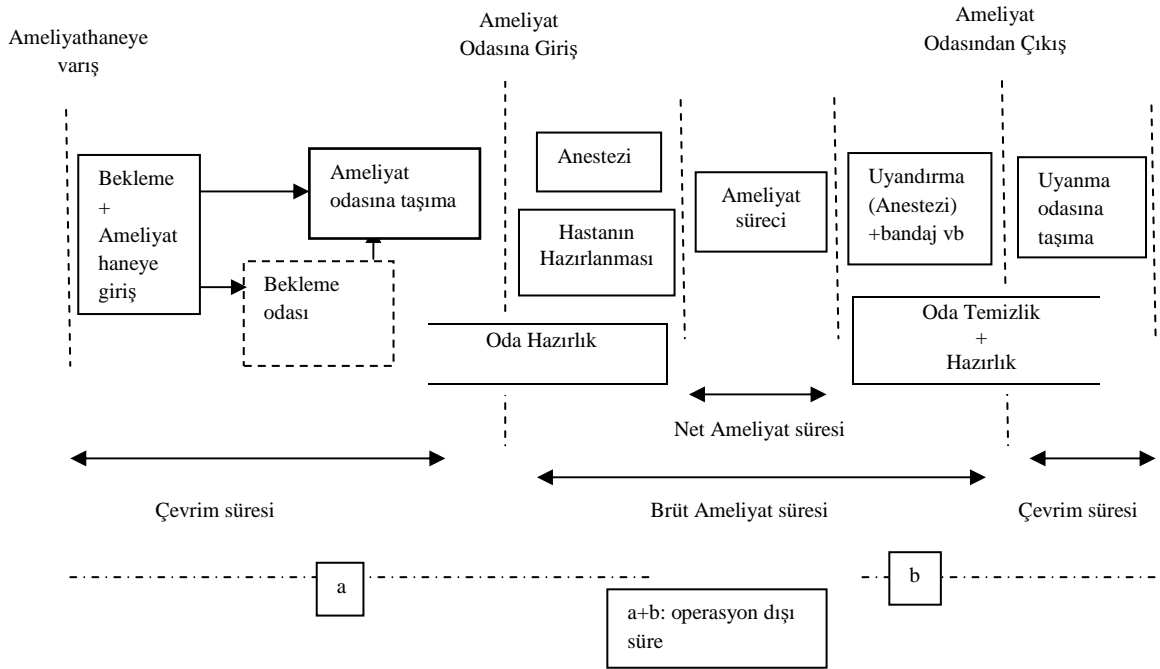 Ameliyathaneye
varış
Ameliyat
Odasına Giriş
Ameliyat
Odasından Çıkış
Bekleme
+
Ameliyat
haneye
giriş
Ameliyat
odasına taşıma
Bekleme
odası
Anestezi
Hastanın
Hazırlanması
Oda Hazırlık
Ameliyat
süreci
Uyandırma
(Anestezi)
+bandaj vb
Uyanma
odasına
taşıma
Oda Temizlik
+
Hazırlık
Net Ameliyat süresi
Çevrim süresi
Brüt Ameliyat süresi
Çevrim süresi
a
b
a+b: operasyon dışı
süre